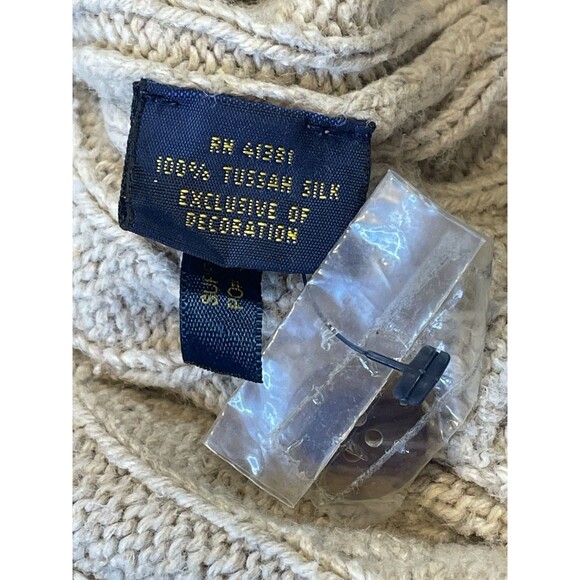 RN 41381
100% TUSSAH SILK
EXCLUSIVE OF
DECORATION